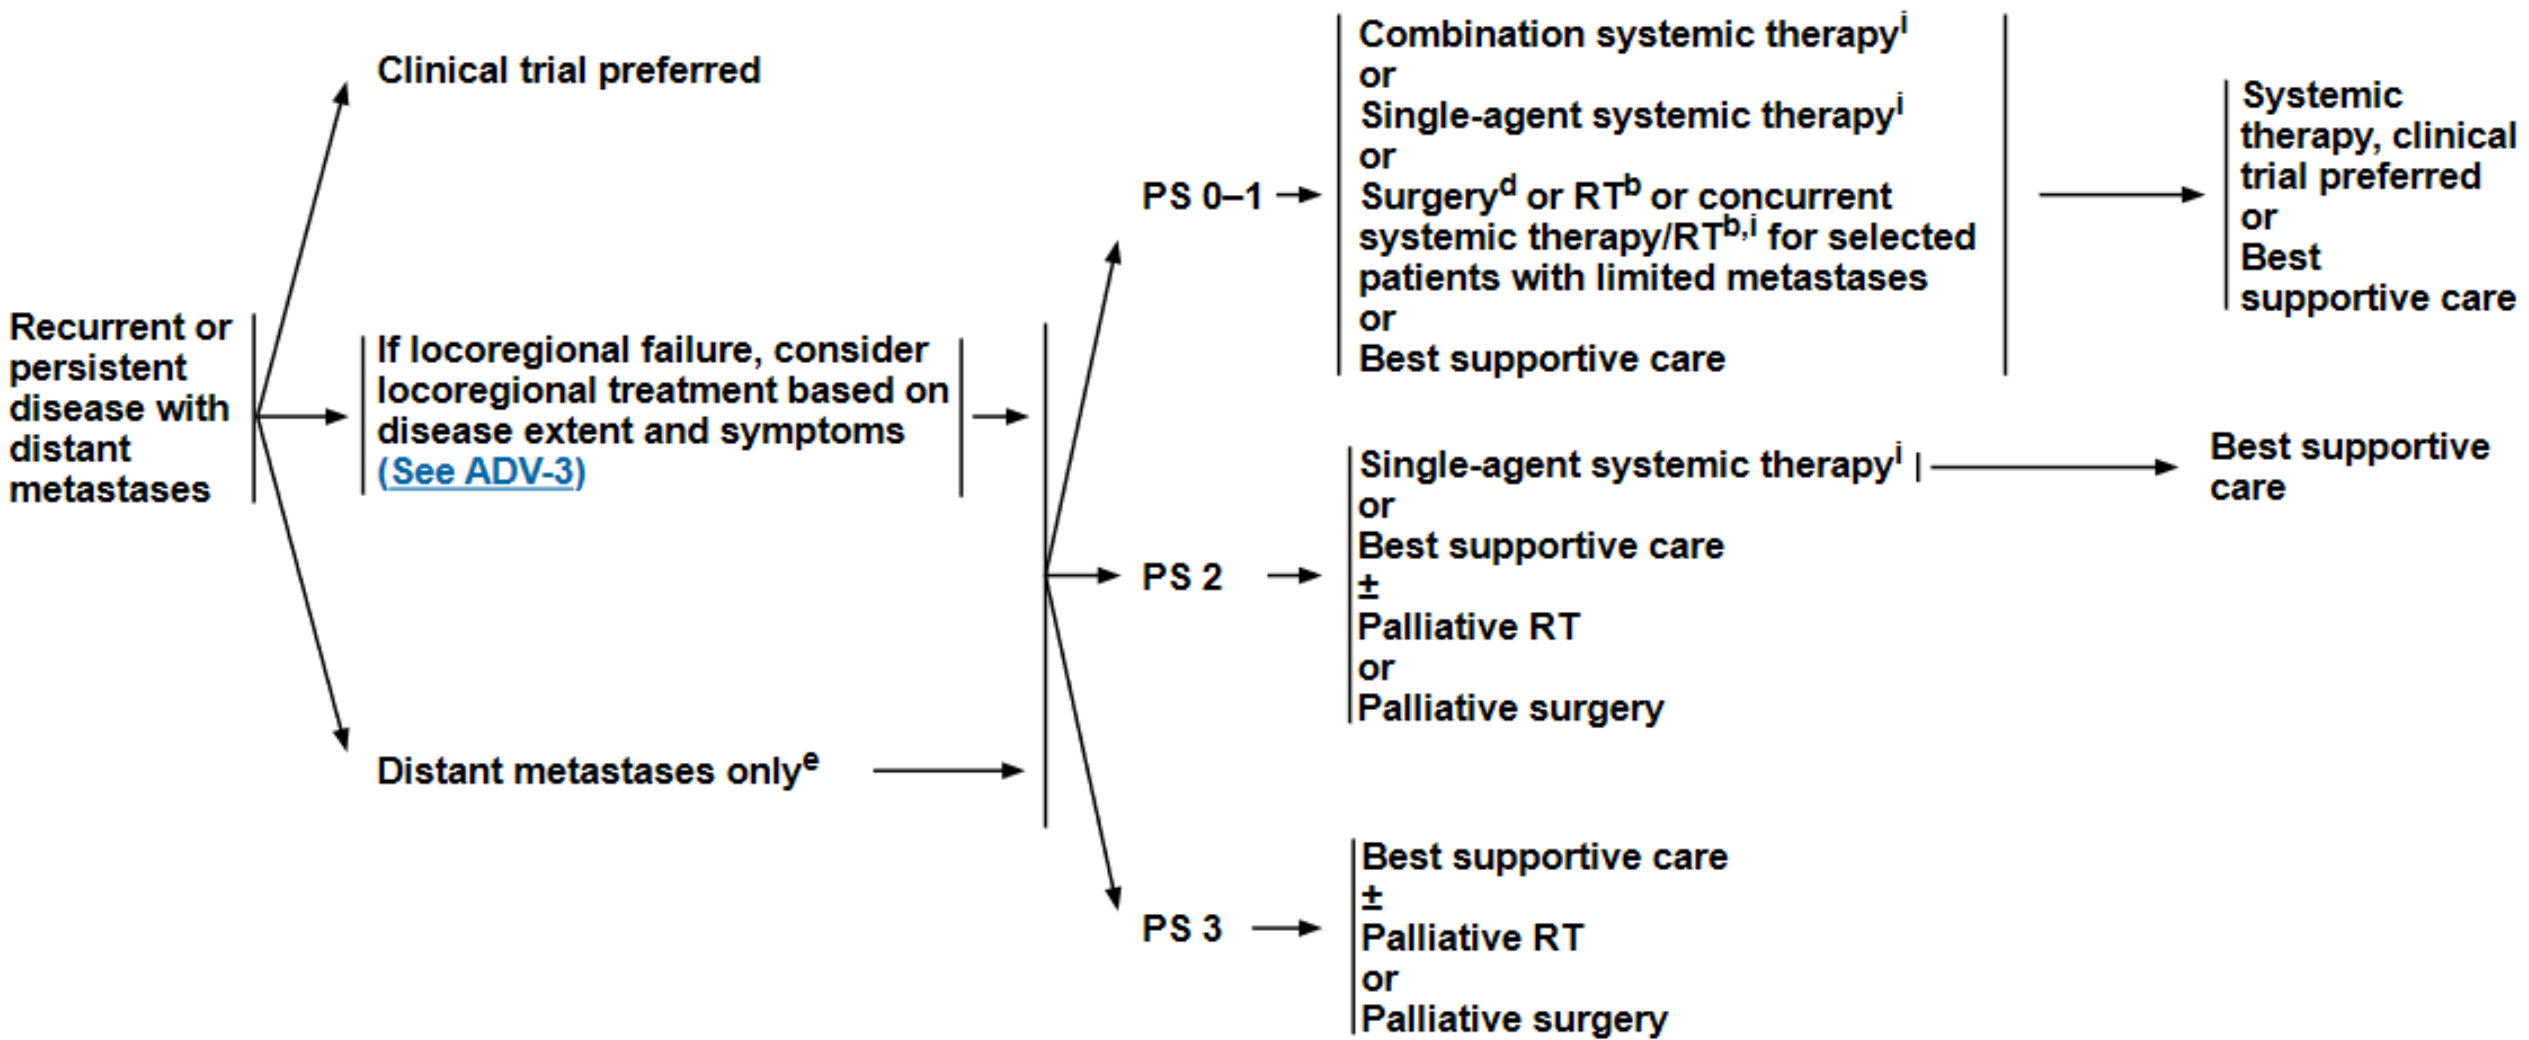 Recurrent or
persistent
disease with
distant
metastases
Clinical trial preferred
If locoregional failure, consider
locoregional treatment based on
disease extent and symptoms
(See ADV-3)
Distant metastases onlyᵉ
PS 0–1
Combination systemic therapyⁱ
or
Single-agent systemic therapyⁱ
or
Surgeryᵈ or RTᵇ or concurrent
systemic therapy/RTᵇ,ⁱ for selected
patients with limited metastases
or
Best supportive care
Systemic
therapy, clinical
trial preferred
or
Best
supportive care
PS 2
Single-agent systemic therapyⁱ
or
Best supportive care
±
Palliative RT
or
Palliative surgery
Best supportive
care
PS 3
Best supportive care
±
Palliative RT
or
Palliative surgery